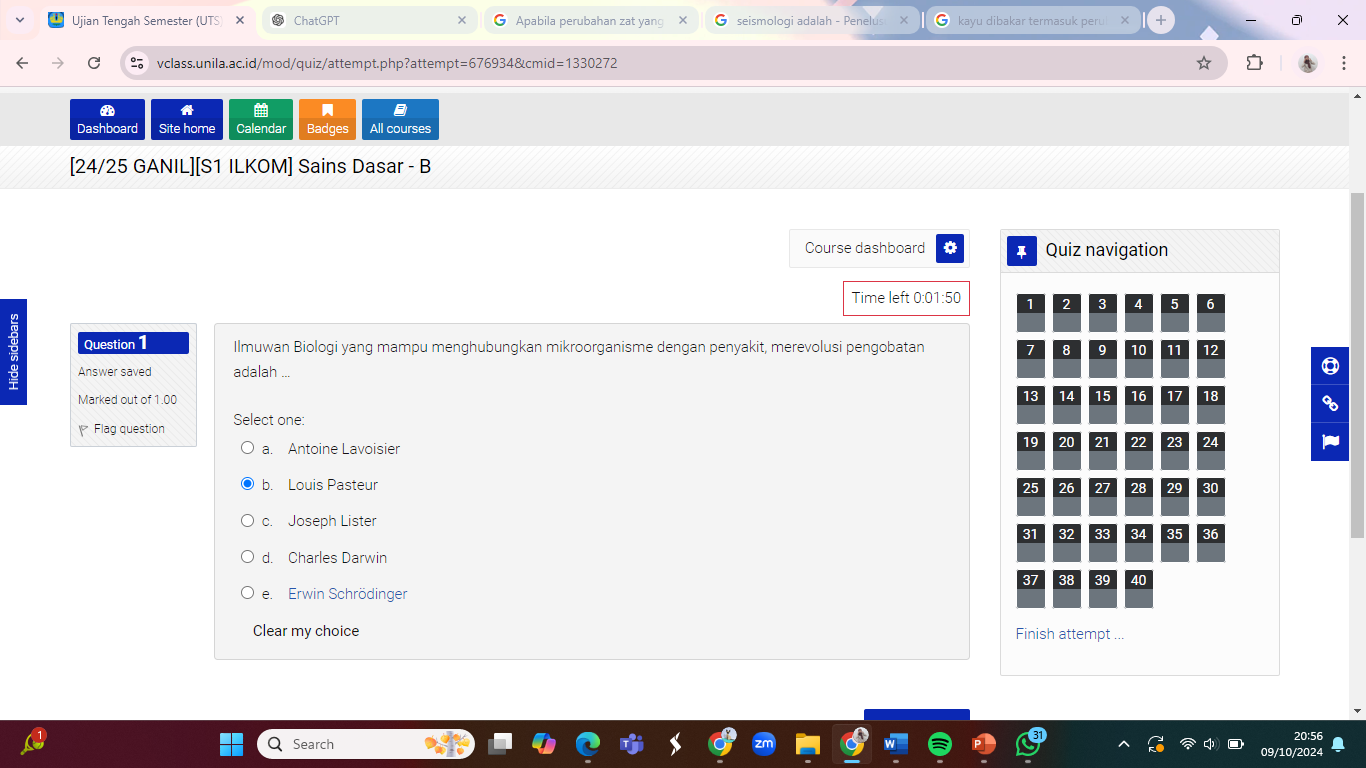 Ujian Tengah Semester (UTS)
ChatGPT
Apabila perubahan zat yang
seismologi adalah - Penelus
kayu dibakar termasuk peru
vclass.unila.ac.id/mod/quiz/attempt.php?attempt=676934&cmid=1330272
Dashboard
Site home
Calendar
Badges
All courses
[24/25 GANIL][S1 ILKOM] Sains Dasar - B
Course dashboard
Time left 0:01:50
Hide sidebars
Question 1
Answer saved
Marked out of 1.00
Flag question
Ilmuwan Biologi yang mampu menghubungkan mikroorganisme dengan penyakit, merevolusi pengobatan
adalah ...
Select one:
a. Antoine Lavoisier
b. Louis Pasteur
c. Joseph Lister
d. Charles Darwin
e. Erwin Schrödinger
Clear my choice
Quiz navigation
1 2 3 4 5 6
7 8 9 10 11 12
13 14 15 16 17 18
19 20 21 22 23 24
25 26 27 28 29 30
31 32 33 34 35 36
37 38 39 40
Finish attempt ...
1
Search
zm
31
20:56
09/10/2024